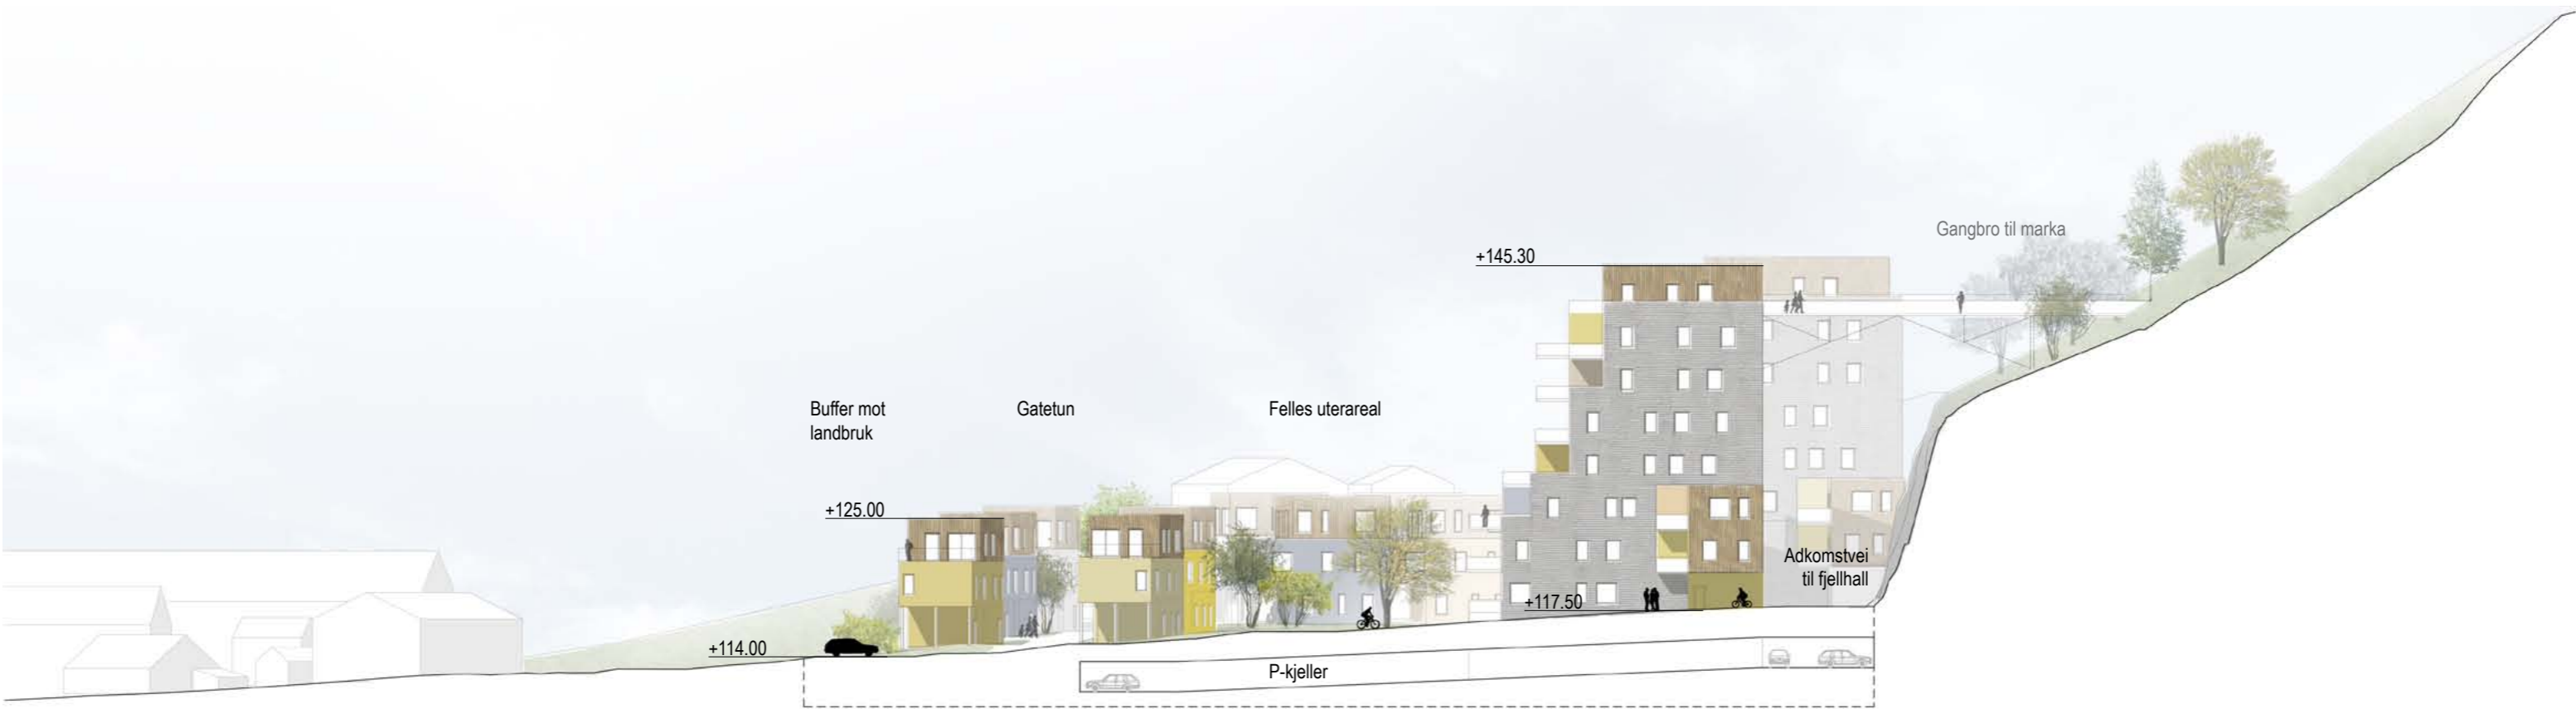 Gangbro til marka
+145.30
Buffer mot
landbruk
Gatetun
Felles uterareal
+125.00
Adkomstvei
til fjellhall
+117.50
+114.00
P-kjeller